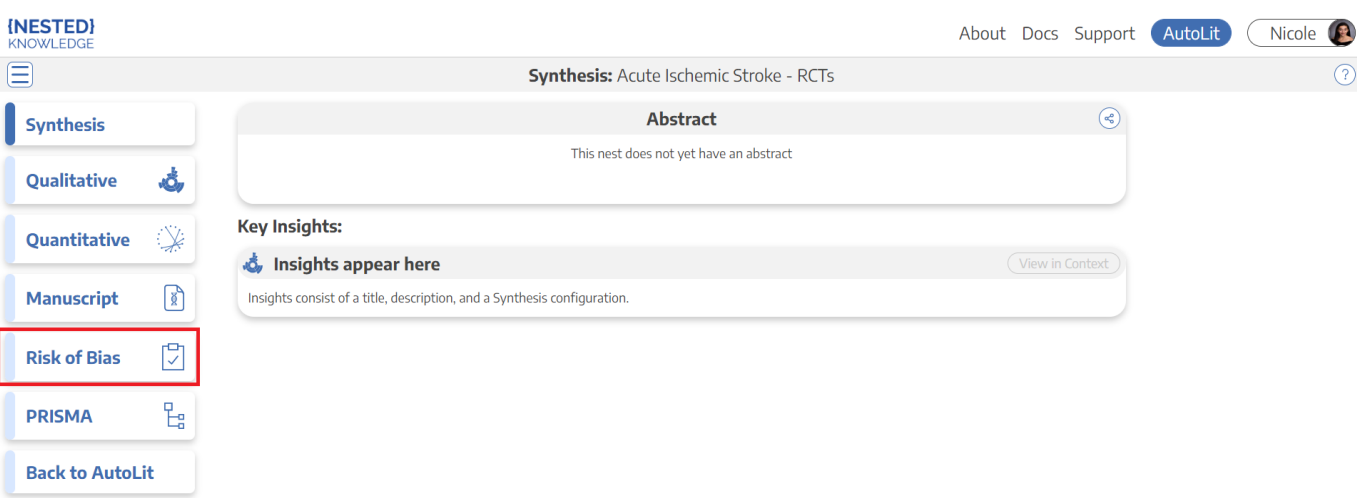 {NESTED}
KNOWLEDGE
About Docs Support AutoLit Nicole
Synthesis: Acute Ischemic Stroke - RCTs ?
Synthesis
Qualitative
Quantitative
Manuscript
Risk of Bias
PRISMA
Back to AutoLit
Abstract
This nest does not yet have an abstract
Key Insights:
Insights appear here View in Context
Insights consist of a title, description, and a Synthesis configuration.